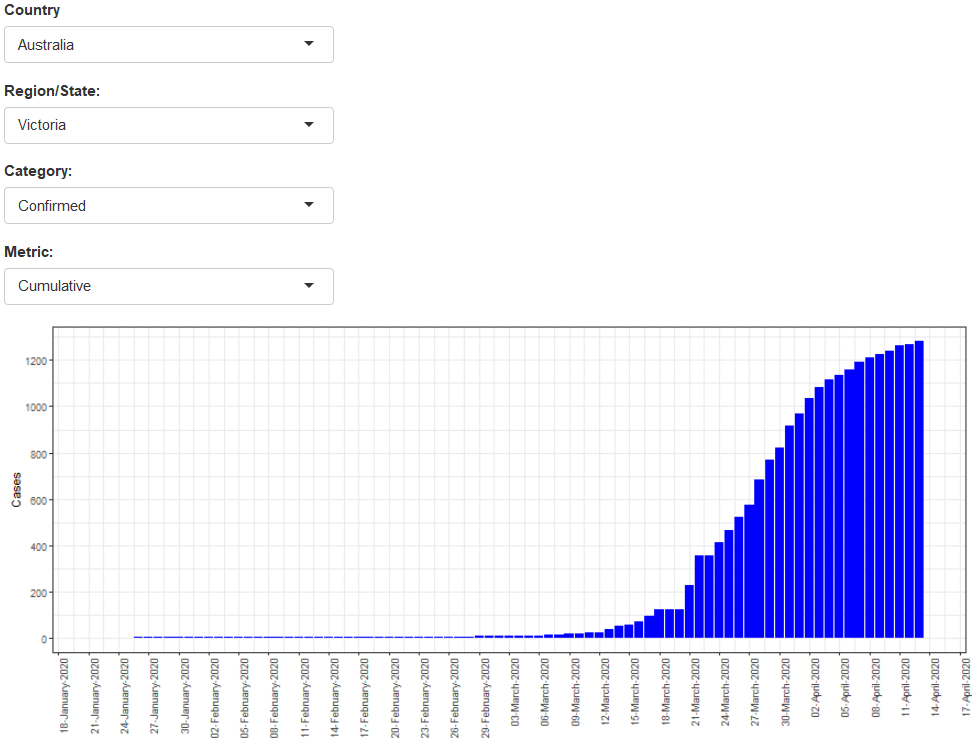 Country
Australia
Region/State:
Victoria
Category:
Confirmed
Metric:
Cumulative
Cases
1200
1000
800
600
400
200
0
18-January-2020
21-January-2020
24-January-2020
27-January-2020
30-January-2020
02-February-2020
05-February-2020
08-February-2020
11-February-2020
14-February-2020
17-February-2020
20-February-2020
23-February-2020
26-February-2020
29-February-2020
03-March-2020
06-March-2020
09-March-2020
12-March-2020
15-March-2020
18-March-2020
21-March-2020
24-March-2020
27-March-2020
30-March-2020
02-April-2020
05-April-2020
08-April-2020
11-April-2020
14-April-2020
17-April-2020